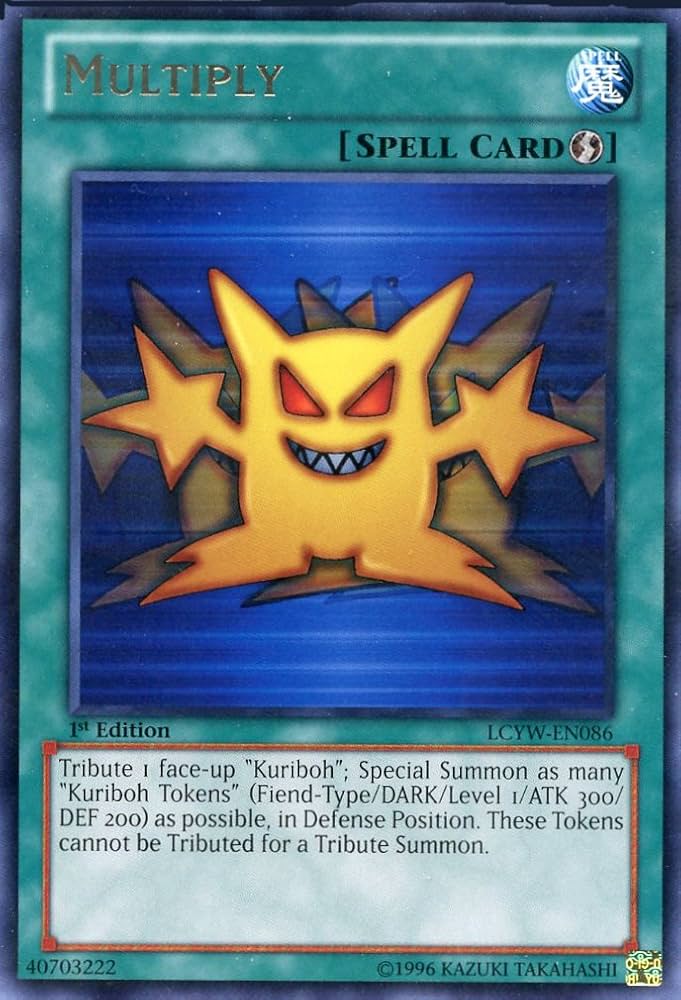 MULTIPLY
SPELL
魔
[SPELL CARD]
1st Edition
LCYW-EN086
Tribute 1 face-up "Kuriboh"; Special Summon as many
"Kuriboh Tokens" (Fiend-Type/DARK/Level 1/ATK 300/
DEF 200) as possible, in Defense Position. These Tokens
cannot be Tributed for a Tribute Summon.
40703222
©1996 KAZUKI TAKAHASHI